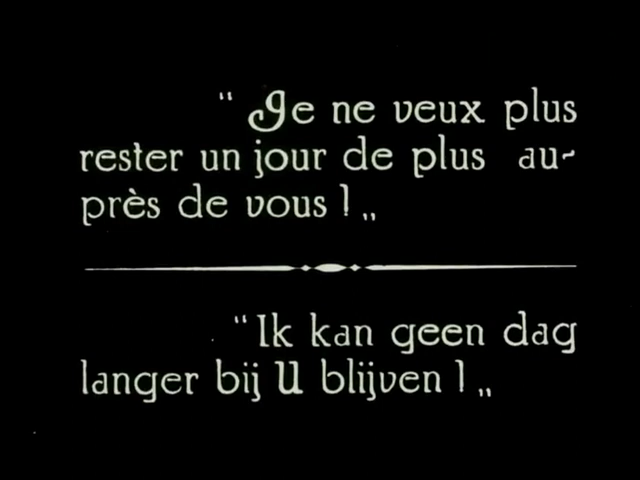 “Je ne veux plus
rester un jour de plus au-
près de vous!„
“Ik kan geen dag
langer bij U blijven!„